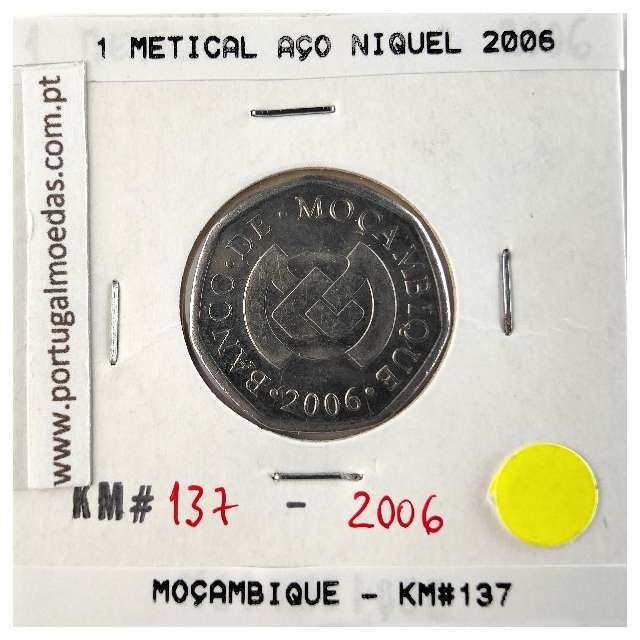 1 METICAL AÇO NIQUEL 2006
www.portugalmoedas.com.pt
BANCO·DE·MOÇAMBIQUE·
·2006·
KM# 137 - 2006
MOÇAMBIQUE - KM#137